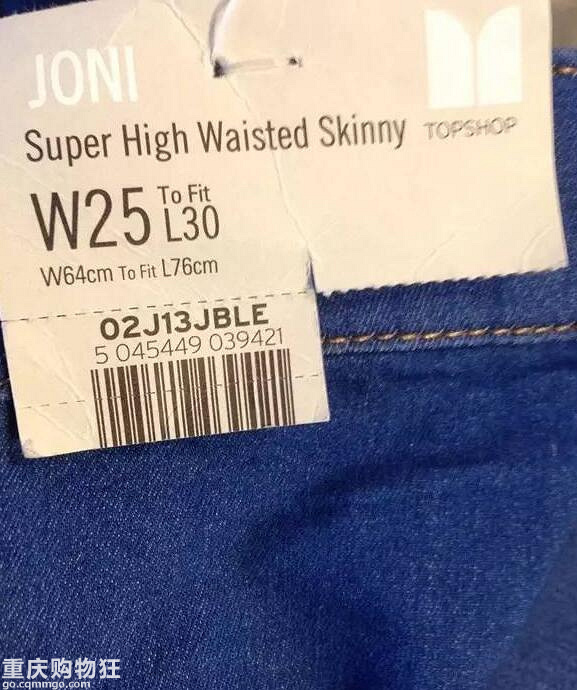 JONI
TOPSHOP
Super High Waisted Skinny
W25 To Fit L30
W64cm To Fit L76cm
02J13JBLE
5 045449 039421
重庆购物狂
go.cqmmgo.com